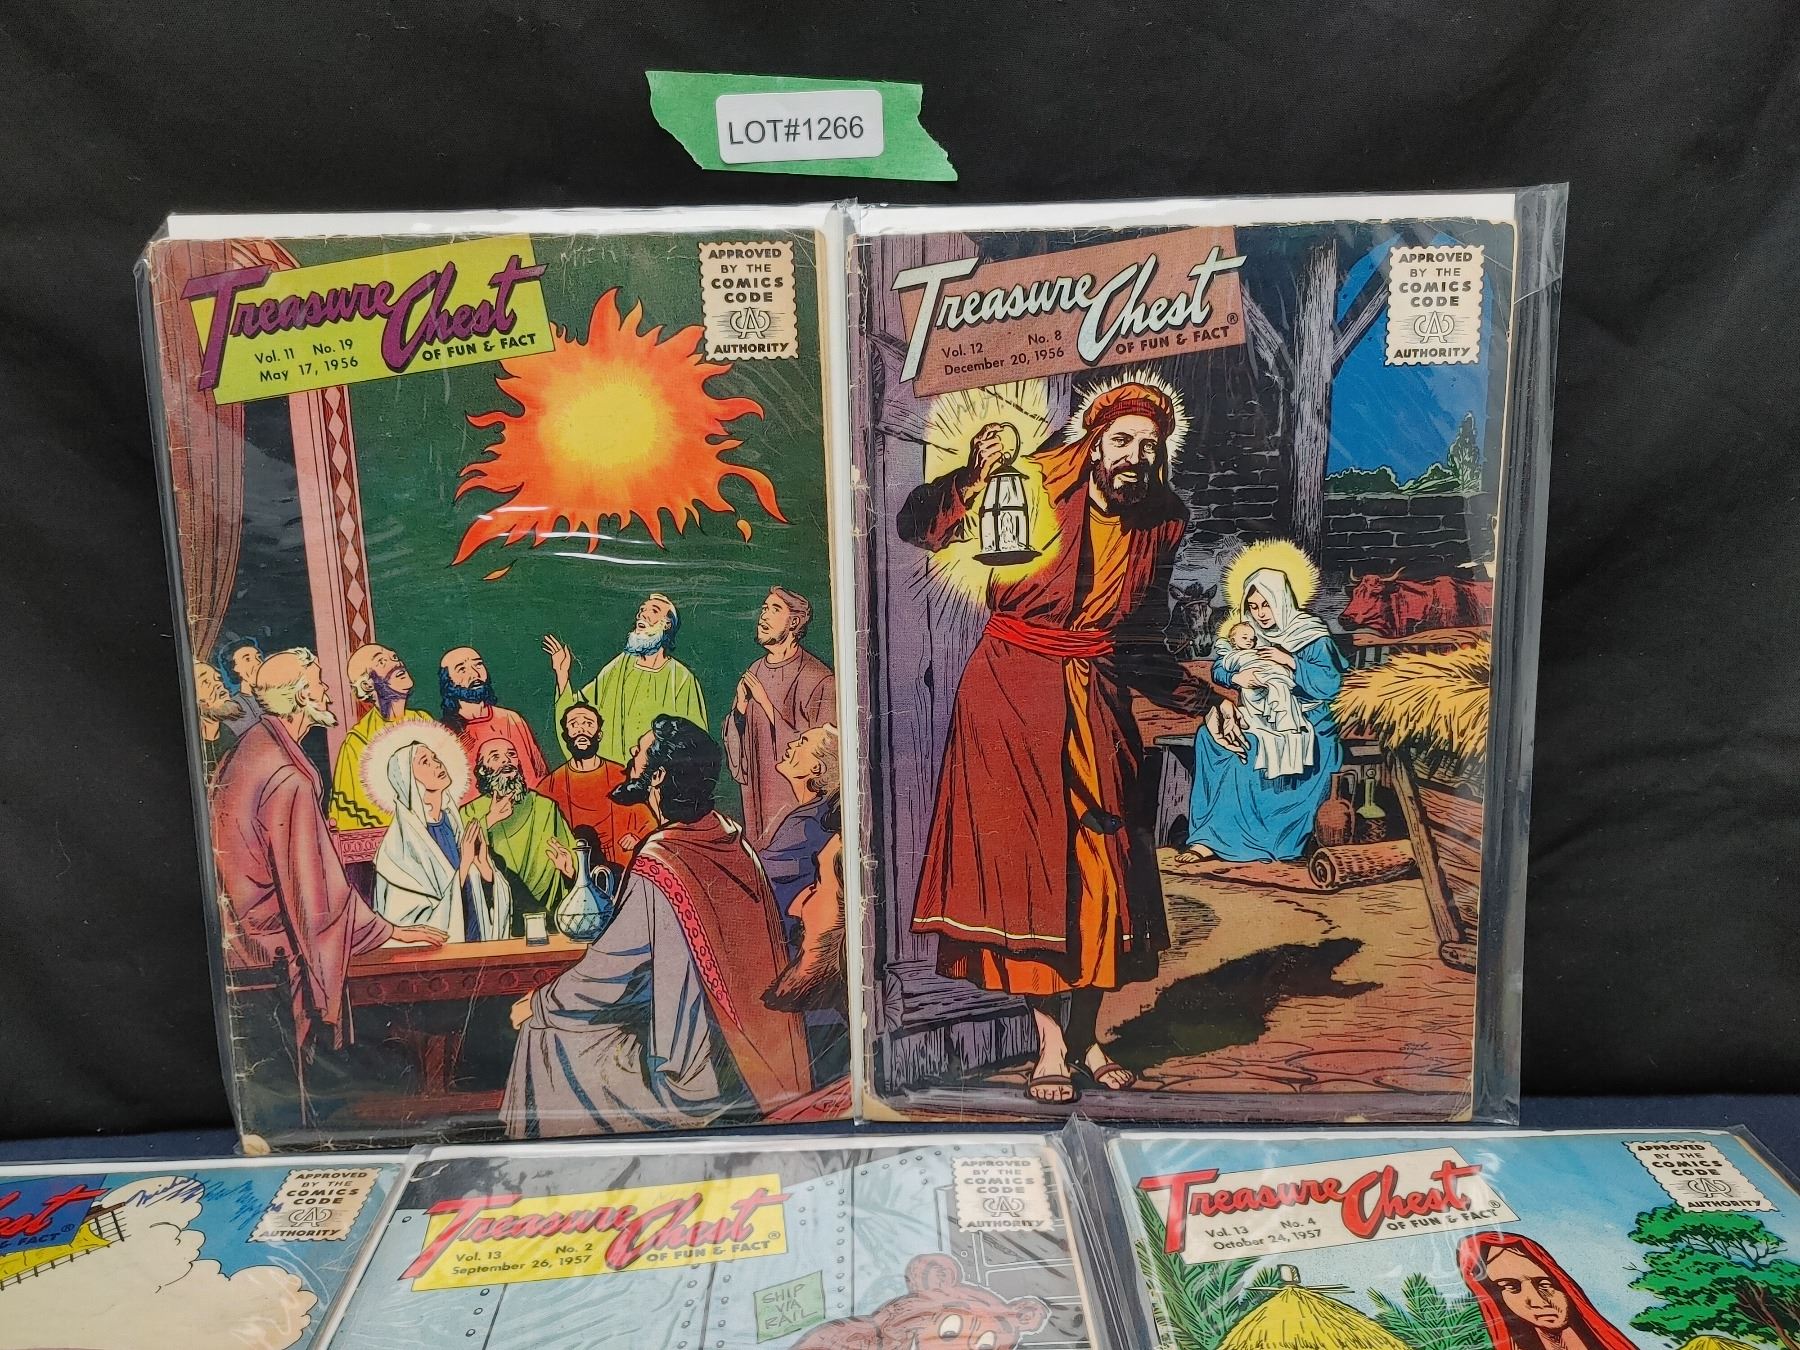 LOT#1266
Treasure Chest
OF FUN & FACT
Vol. 11 No. 19
May 17, 1956
APPROVED
BY THE
COMICS
CODE
AUTHORITY
Treasure Chest
OF FUN & FACT ®
Vol. 12 No. 8
December 20, 1956
APPROVED
BY THE
COMICS
CODE
AUTHORITY
est ®
& FACT
APPROVED
BY THE
COMICS
CODE
AUTHORITY
Treasure Chest ®
OF FUN & FACT
Vol. 13 No. 2
September 26, 1957
APPROVED
BY THE
COMICS
CODE
AUTHORITY
SHIP
VIA
RAIL
Treasure Chest ®
OF FUN & FACT
Vol. 13 No. 4
October 24, 1957
APPROVED
BY THE
COMICS
CODE
AUTHORITY